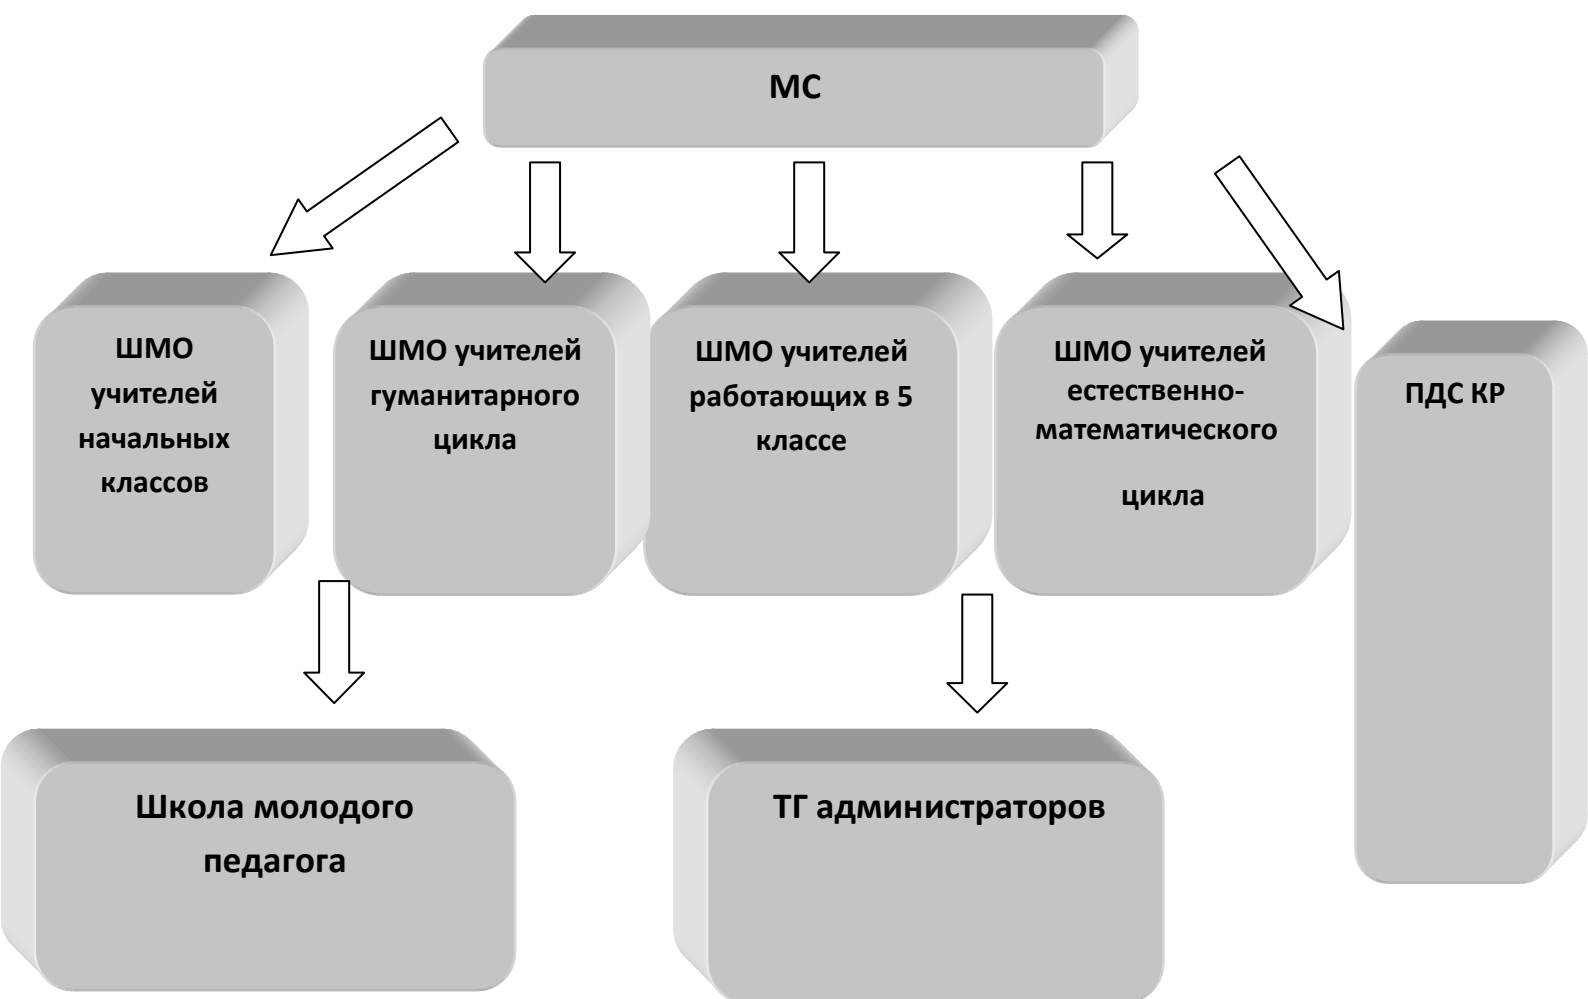 МС
ШМО
учителей
начальных
классов
ШМО учителей
гуманитарного
цикла
ШМО учителей
работающих в 5
классе
ШМО учителей
естественно-
математического
цикла
ПДС КР
Школа молодого
педагога
ТГ администраторов